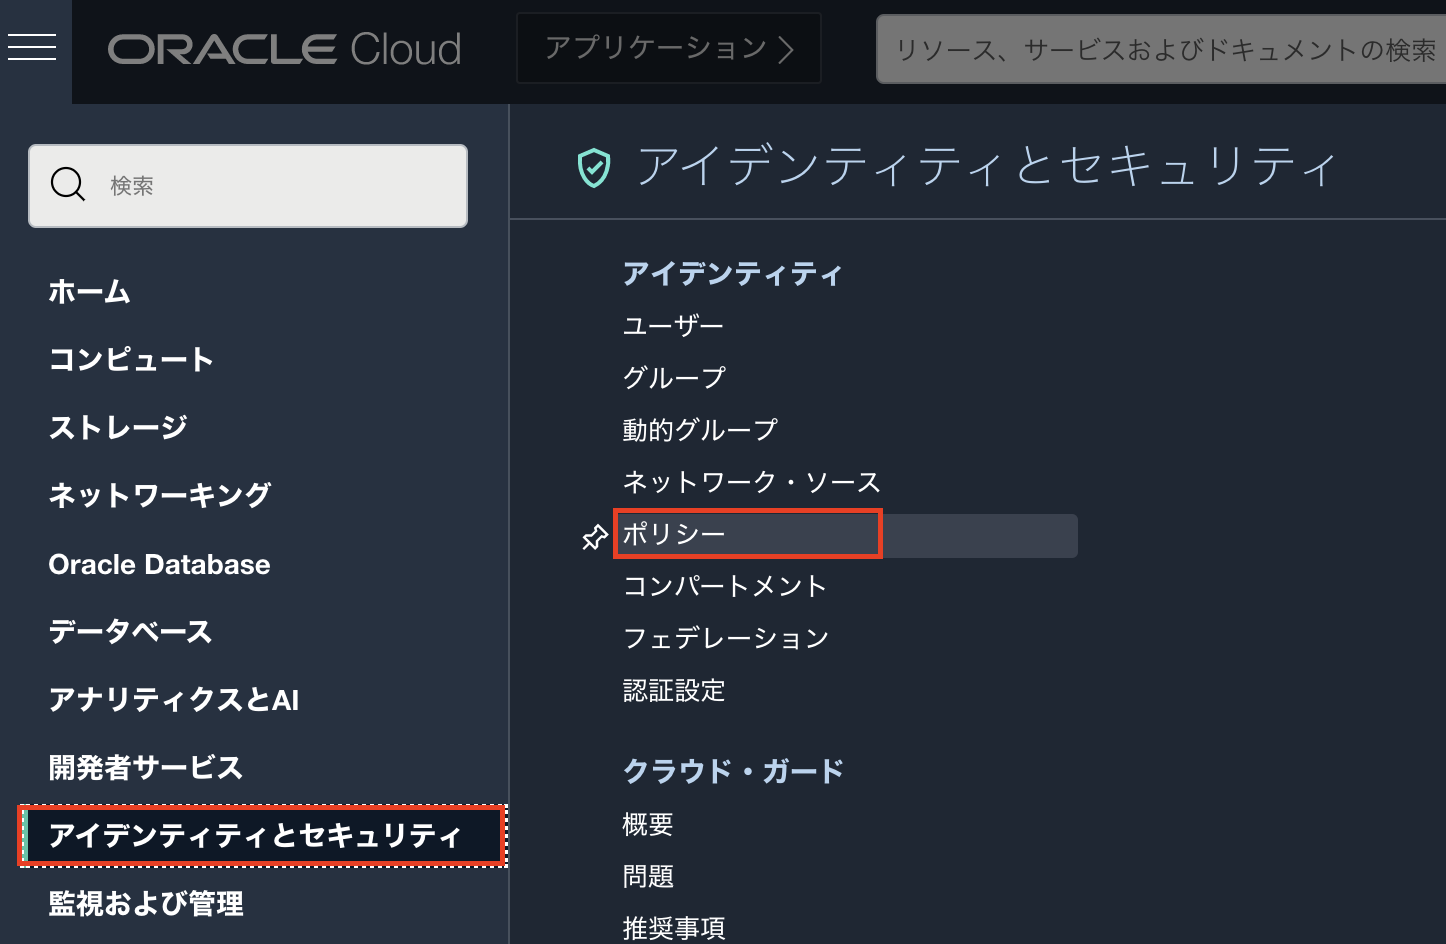 ORACLE Cloud
アプリケーション
リソース、サービスおよびドキュメントの検索
検索
ホーム
コンピュート
ストレージ
ネットワーキング
Oracle Database
データベース
アナリティクスとAI
開発者サービス
アイデンティティとセキュリティ
監視および管理
アイデンティティとセキュリティ
アイデンティティ
ユーザー
グループ
動的グループ
ネットワーク・ソース
ポリシー
コンパートメント
フェデレーション
認証設定
クラウド・ガード
概要
問題
推奨事項